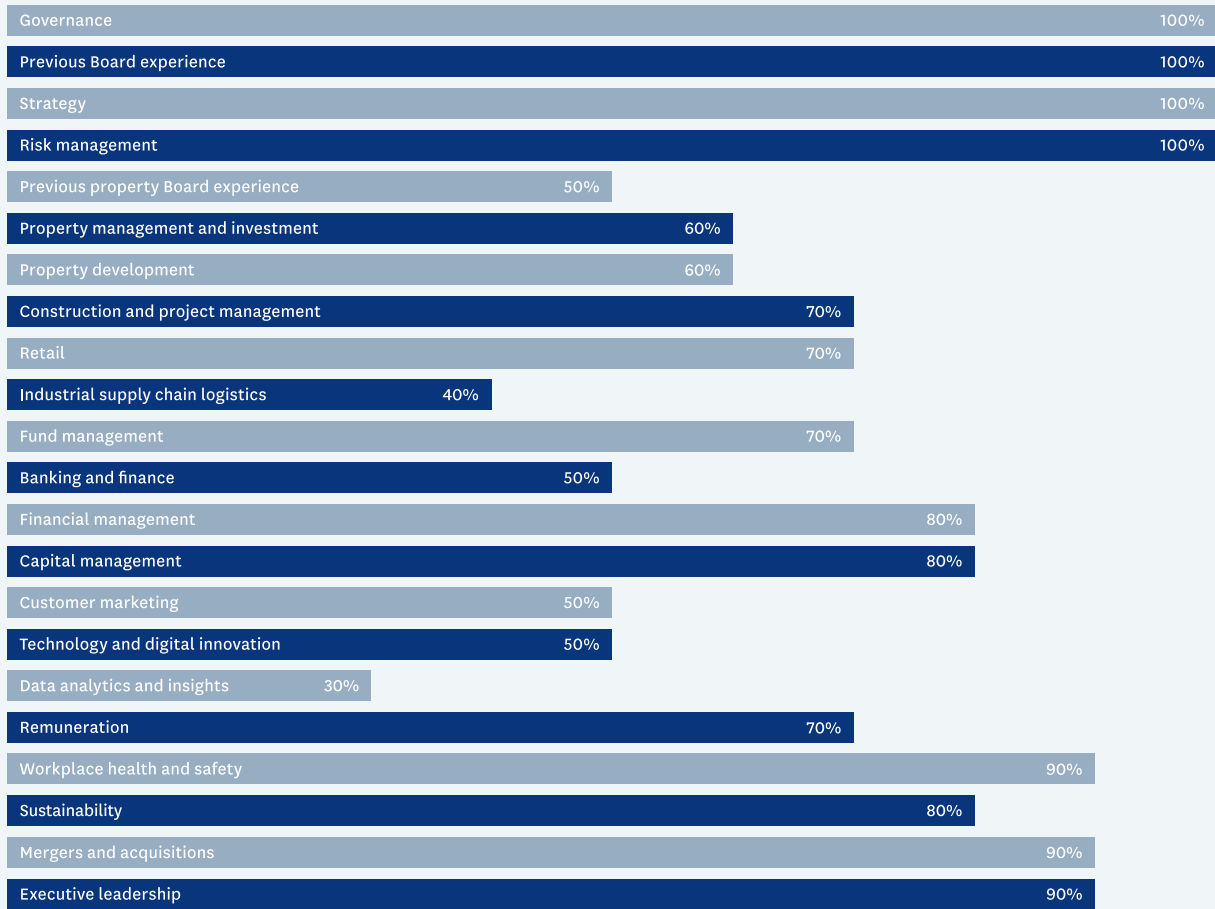 Governance 100%
Previous Board experience 100%
Strategy 100%
Risk management 100%
Previous property Board experience 50%
Property management and investment 60%
Property development 60%
Construction and project management 70%
Retail 70%
Industrial supply chain logistics 40%
Fund management 70%
Banking and finance 50%
Financial management 80%
Capital management 80%
Customer marketing 50%
Technology and digital innovation 50%
Data analytics and insights 30%
Remuneration 70%
Workplace health and safety 90%
Sustainability 80%
Mergers and acquisitions 90%
Executive leadership 90%